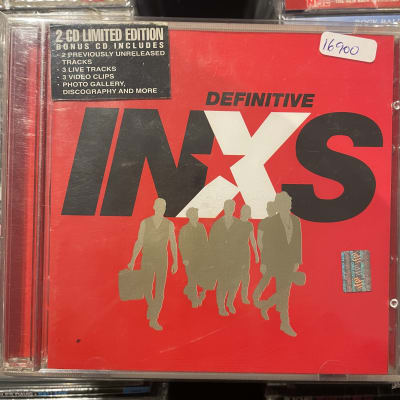 2 CD LIMITED EDITION
BONUS CD INCLUDES
- 2 PREVIOUSLY UNRELEASED
TRACKS
- 3 LIVE TRACKS
- 3 VIDEO CLIPS
- PHOTO GALLERY,
DISCOGRAPHY AND MORE
16900
DEFINITIVE
INXS